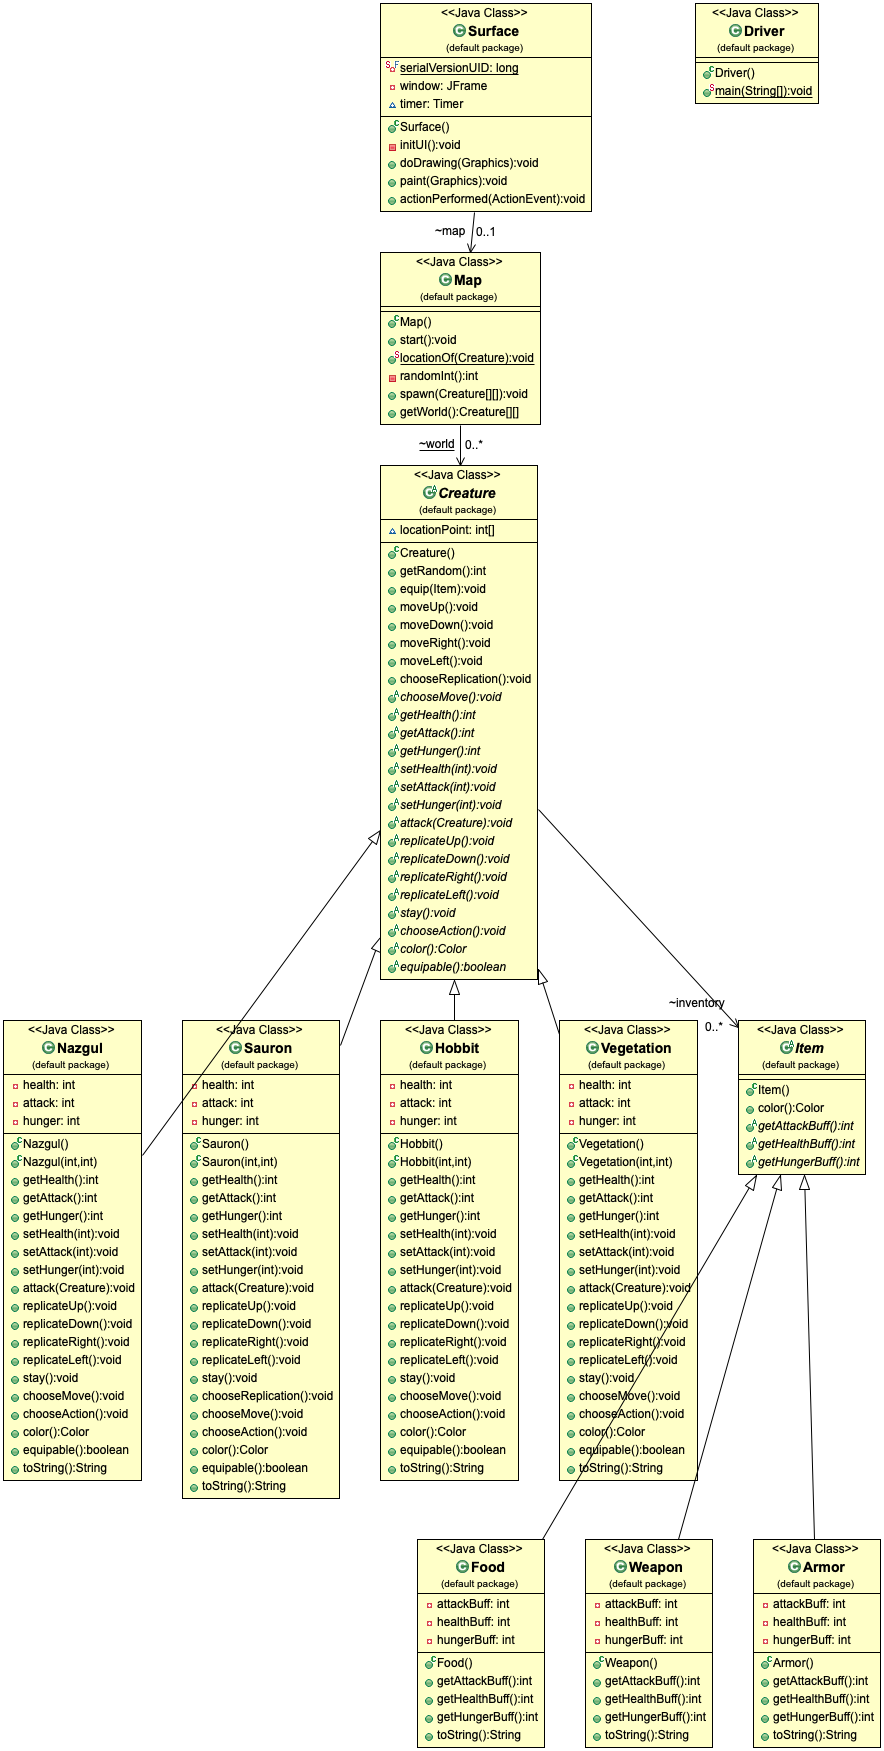 <<Java Class>>
Surface
(default package)
serialVersionUID: long
window: JFrame
timer: Timer
Surface()
initUI():void
doDrawing(Graphics):void
paint(Graphics):void
actionPerformed(ActionEvent):void
<<Java Class>>
Driver
(default package)
Driver()
main(String[]):void
~map 0..1
<<Java Class>>
Map
(default package)
Map()
start():void
locationOf(Creature):void
randomInt():int
spawn(Creature[][]):void
getWorld():Creature[][]
~world 0..*
<<Java Class>>
Creature
(default package)
locationPoint: int[]
Creature()
getRandom():int
equip(Item):void
moveUp():void
moveDown():void
moveRight():void
moveLeft():void
chooseReplication():void
chooseMove():void
getHealth():int
getAttack():int
getHunger():int
setHealth(int):void
setAttack(int):void
setHunger(int):void
attack(Creature):void
replicateUp():void
replicateDown():void
replicateRight():void
replicateLeft():void
stay():void
chooseAction():void
color():Color
equipable():boolean
~inventory
0..*
<<Java Class>>
Nazgul
(default package)
health: int
attack: int
hunger: int
Nazgul()
Nazgul(int,int)
getHealth():int
getAttack():int
getHunger():int
setHealth(int):void
setAttack(int):void
setHunger(int):void
attack(Creature):void
replicateUp():void
replicateDown():void
replicateRight():void
replicateLeft():void
stay():void
chooseMove():void
chooseAction():void
color():Color
equipable():boolean
toString():String
<<Java Class>>
Sauron
(default package)
health: int
attack: int
hunger: int
Sauron()
Sauron(int,int)
getHealth():int
getAttack():int
getHunger():int
setHealth(int):void
setAttack(int):void
setHunger(int):void
attack(Creature):void
replicateUp():void
replicateDown():void
replicateRight():void
replicateLeft():void
stay():void
chooseReplication():void
chooseMove():void
chooseAction():void
color():Color
equipable():boolean
toString():String
<<Java Class>>
Hobbit
(default package)
health: int
attack: int
hunger: int
Hobbit()
Hobbit(int,int)
getHealth():int
getAttack():int
getHunger():int
setHealth(int):void
setAttack(int):void
setHunger(int):void
attack(Creature):void
replicateUp():void
replicateDown():void
replicateRight():void
replicateLeft():void
stay():void
chooseMove():void
chooseAction():void
color():Color
equipable():boolean
toString():String
<<Java Class>>
Vegetation
(default package)
health: int
attack: int
hunger: int
Vegetation()
Vegetation(int,int)
getHealth():int
getAttack():int
getHunger():int
setHealth(int):void
setAttack(int):void
setHunger(int):void
attack(Creature):void
replicateUp():void
replicateDown():void
replicateRight():void
replicateLeft():void
stay():void
chooseMove():void
chooseAction():void
color():Color
equipable():boolean
toString():String
<<Java Class>>
Item
(default package)
Item()
color():Color
getAttackBuff():int
getHealthBuff():int
getHungerBuff():int
<<Java Class>>
Food
(default package)
attackBuff: int
healthBuff: int
hungerBuff: int
Food()
getAttackBuff():int
getHealthBuff():int
getHungerBuff():int
toString():String
<<Java Class>>
Weapon
(default package)
attackBuff: int
healthBuff: int
hungerBuff: int
Weapon()
getAttackBuff():int
getHealthBuff():int
getHungerBuff():int
toString():String
<<Java Class>>
Armor
(default package)
attackBuff: int
healthBuff: int
hungerBuff: int
Armor()
getAttackBuff():int
getHealthBuff():int
getHungerBuff():int
toString():String